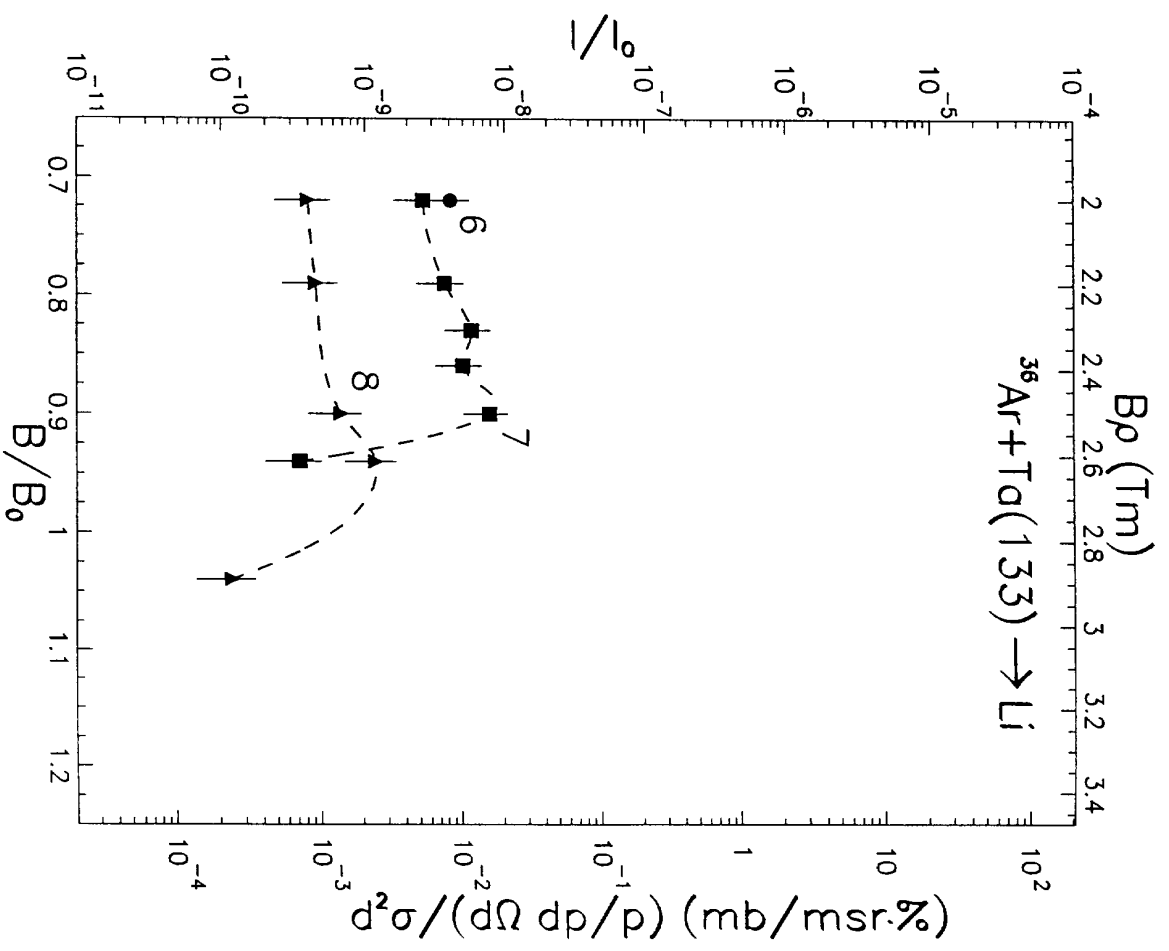 Bρ (Tm)
2 2.2 2.4 2.6 2.8 3 3.2 3.4
³⁶Ar+Ta(133)→Li
I/I₀
10⁻⁴
10⁻⁵
10⁻⁶
10⁻⁷
10⁻⁸
10⁻⁹
10⁻¹⁰
10⁻¹¹
6
7
8
10²
10
1
10⁻¹
10⁻²
10⁻³
10⁻⁴
d²σ/(dΩ dp/p) (mb/msr·%)
0.7 0.8 0.9 1 1.1 1.2
B/B₀